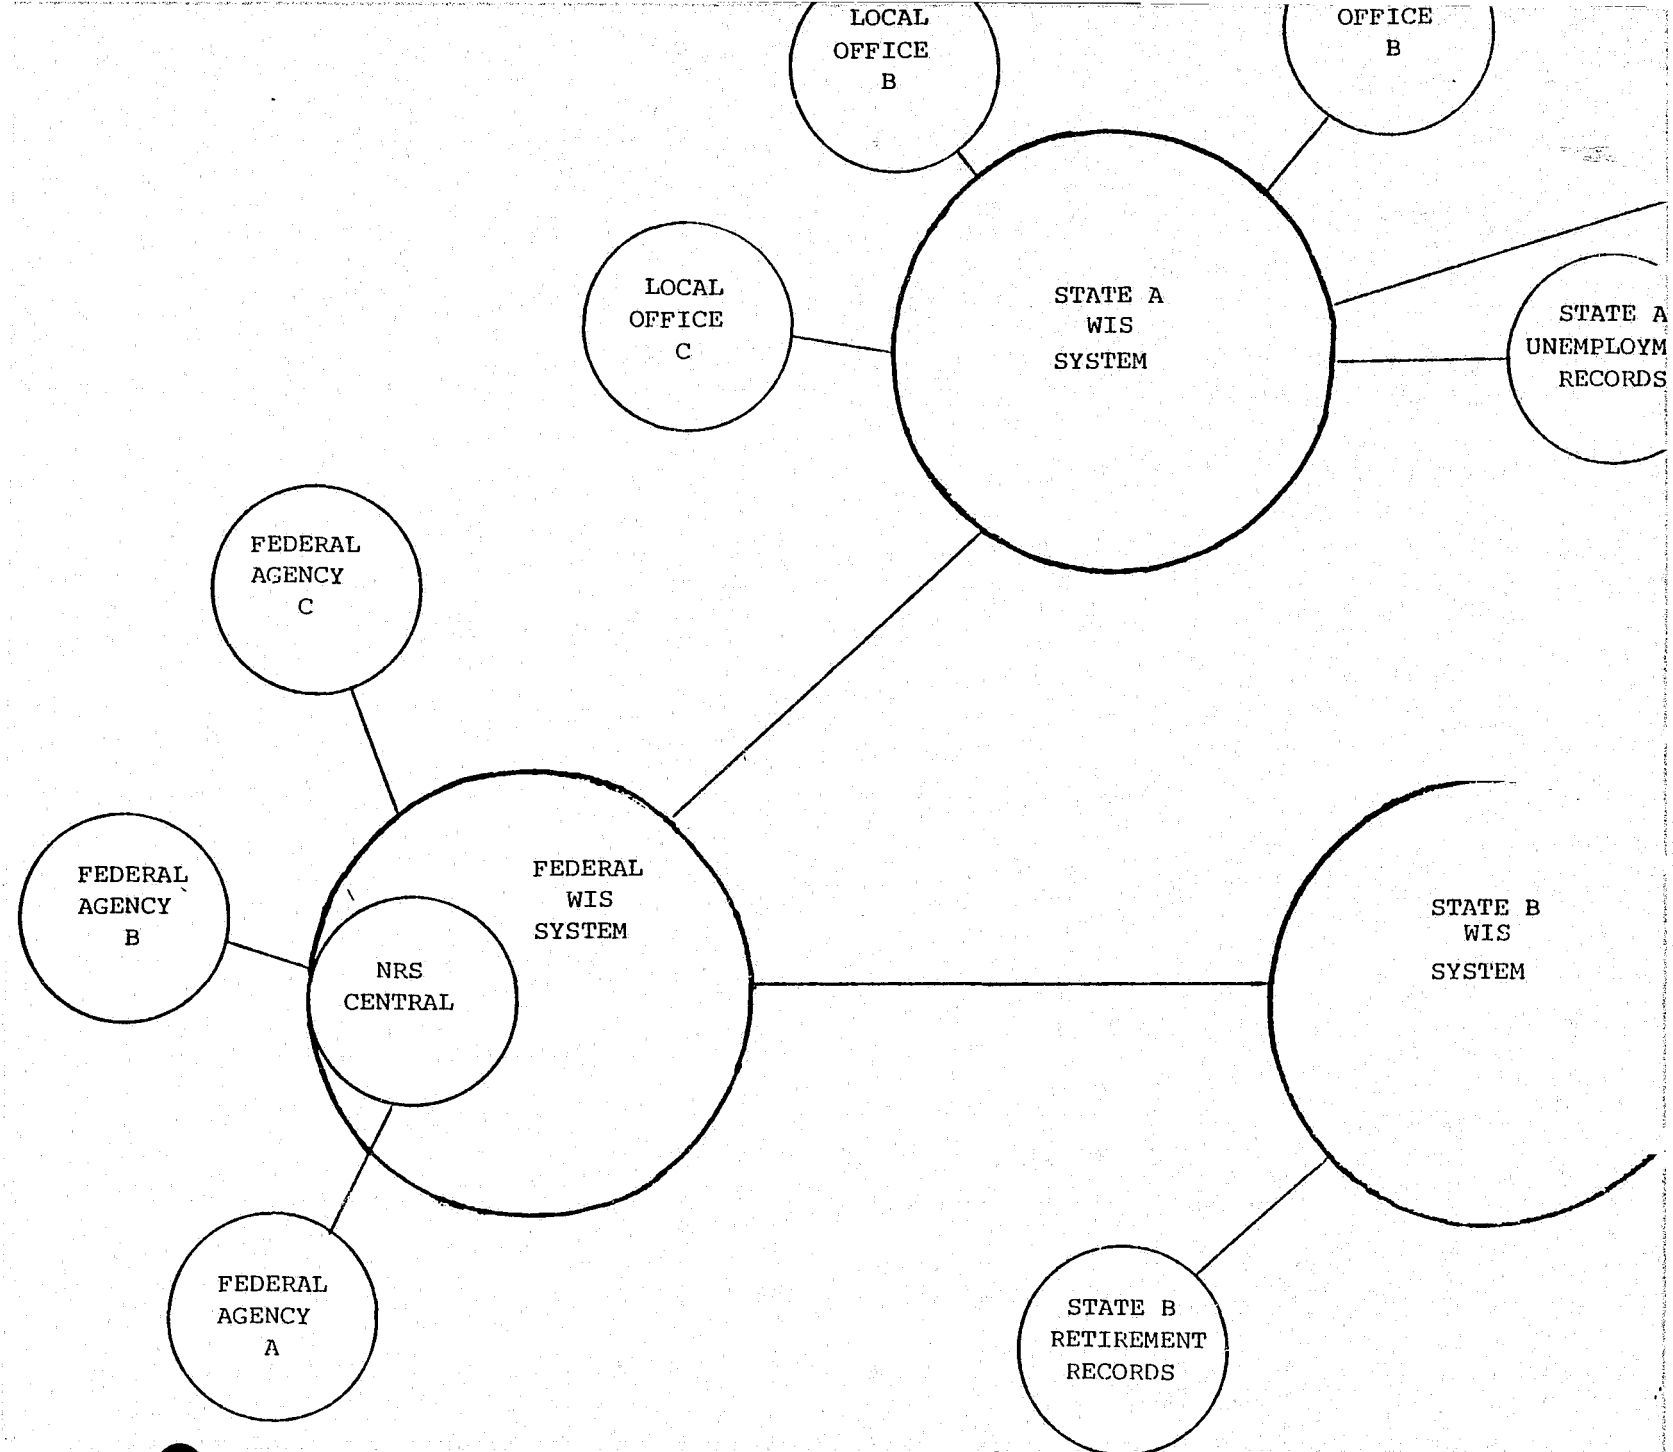 LOCAL
OFFICE
B
OFFICE
B
STATE A
WIS
SYSTEM
LOCAL
OFFICE
C
STATE A
UNEMPLOYM
RECORDS
FEDERAL
AGENCY
C
FEDERAL
WIS
SYSTEM
FEDERAL
AGENCY
B
NRS
CENTRAL
STATE B
WIS
SYSTEM
FEDERAL
AGENCY
A
STATE B
RETIREMENT
RECORDS